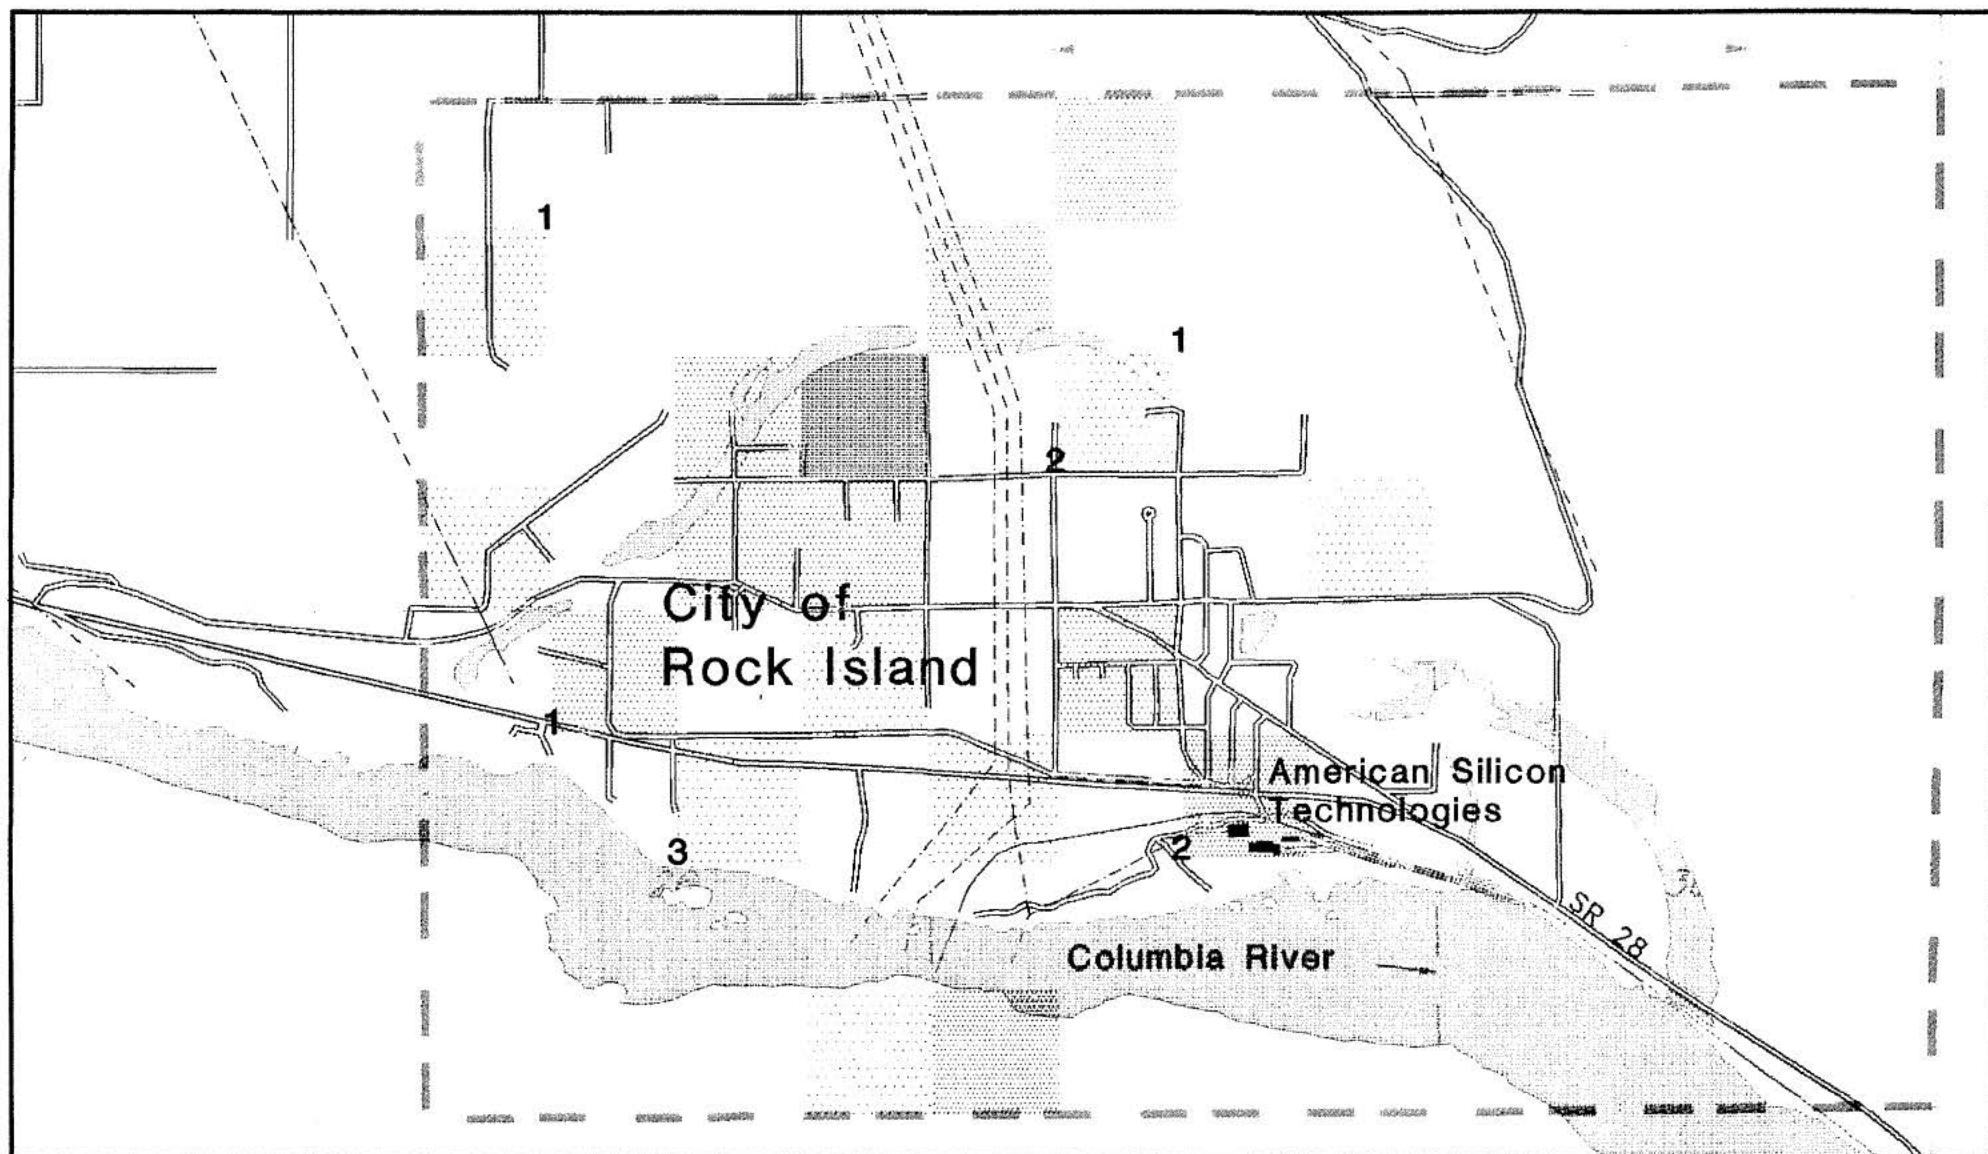 1
1
2
City of
Rock Island
1
American Silicon
Technologies
3
2
SR 28
Columbia River